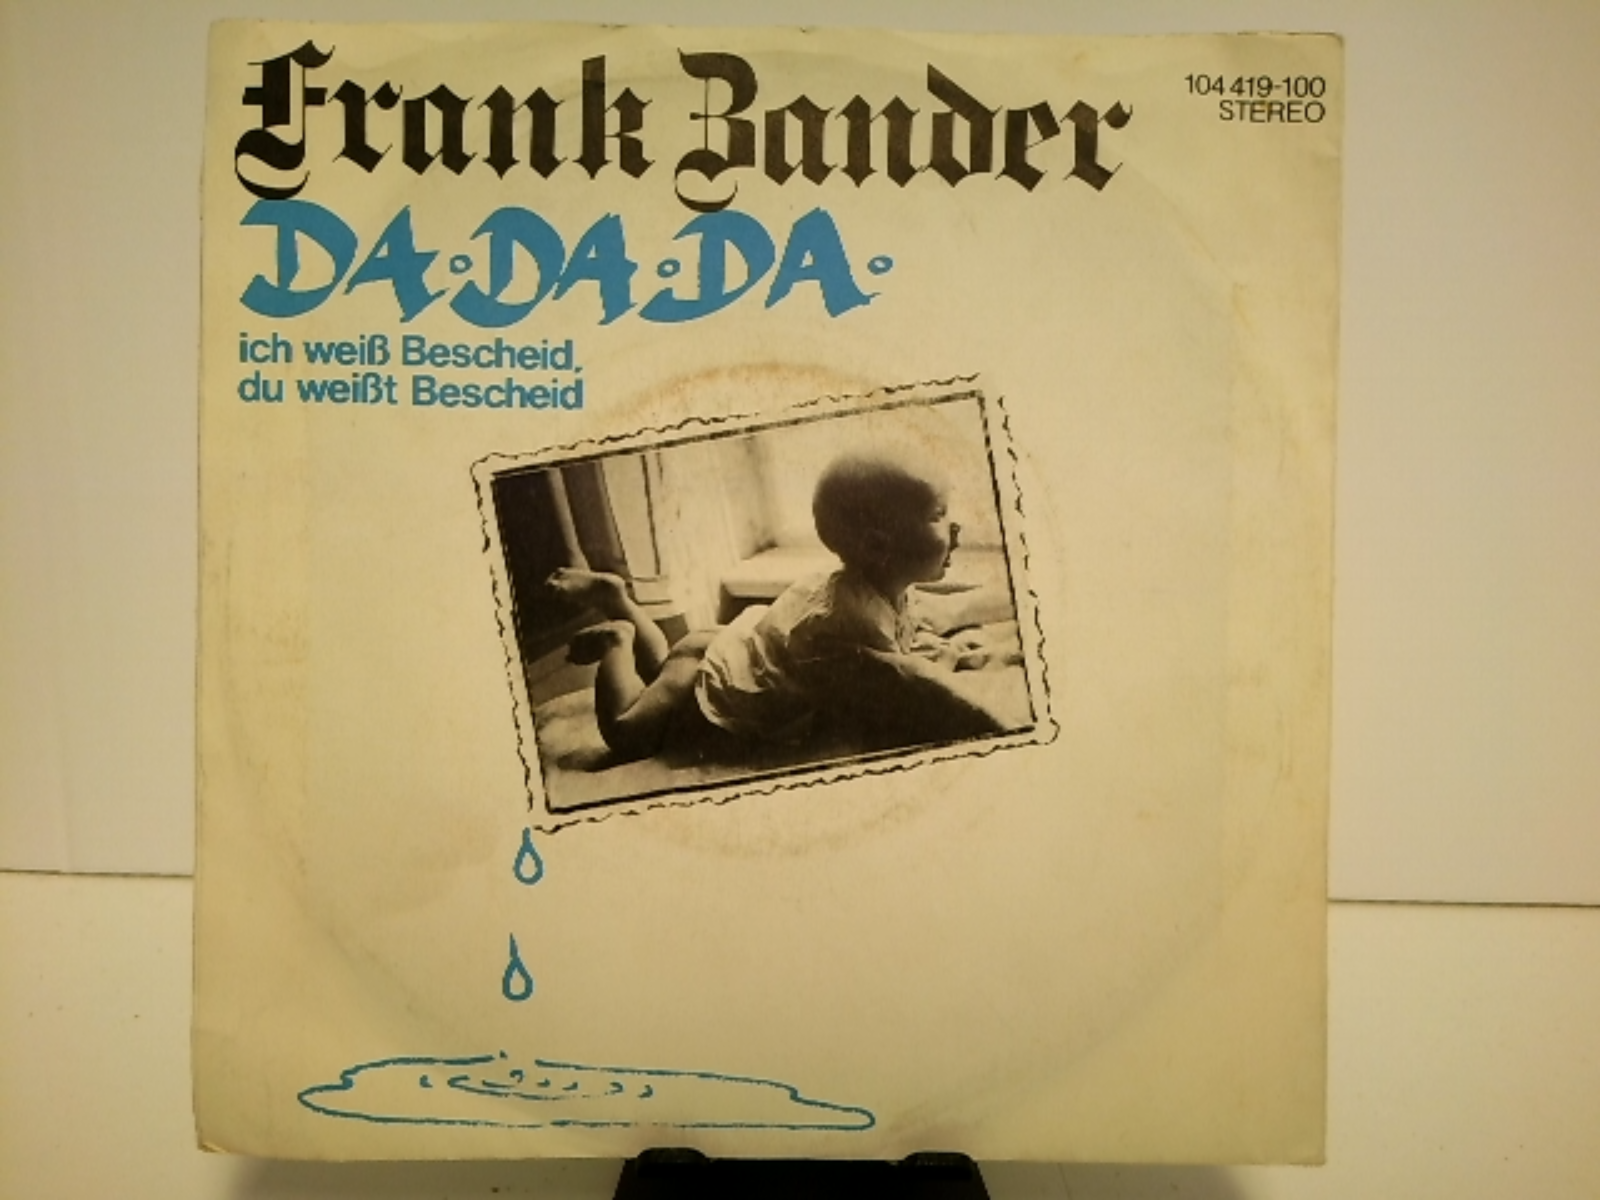 Frank Zander
104 419-100
STEREO
DA·DA·DA·
ich weiß Bescheid,
du weißt Bescheid